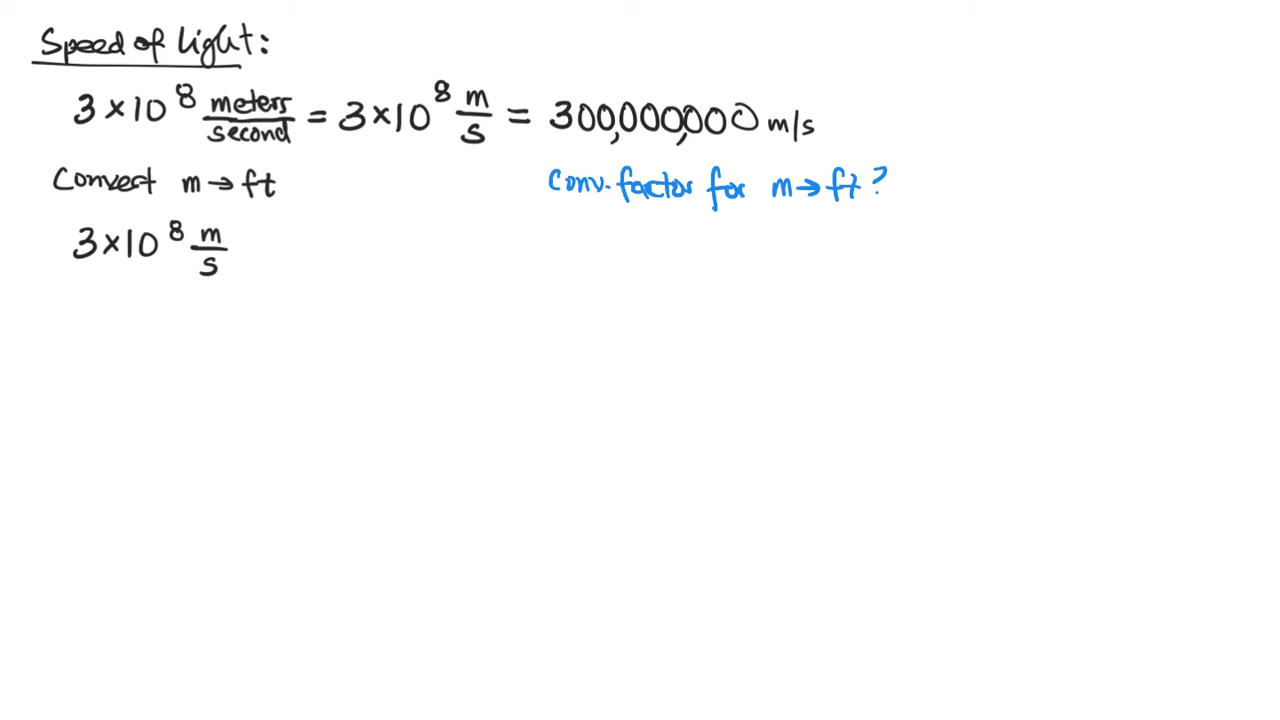 Speed of light:
3 × 10⁸ meters/second = 3 × 10⁸ m/s = 300,000,000 m/s
Convert m → ft
conv. factor for m → ft ?
3 × 10⁸ m/s